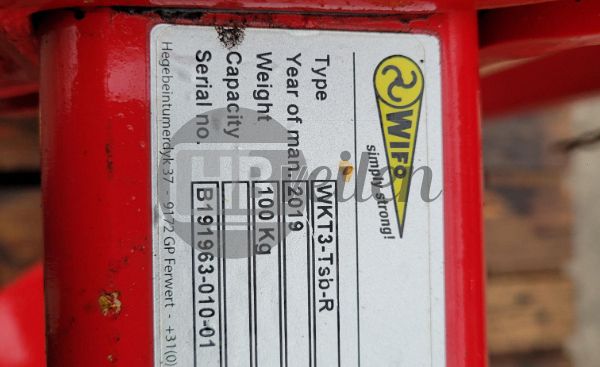 WIFO
simply strong!
Type WKT3-Tsb-R
Year of man. 2019
Weight 100 Kg
Capacity
Serial no. B191963-010-01
Hegebeintumerdyk 37 - 9172 GP Ferwert - +31(0)
HPveilen